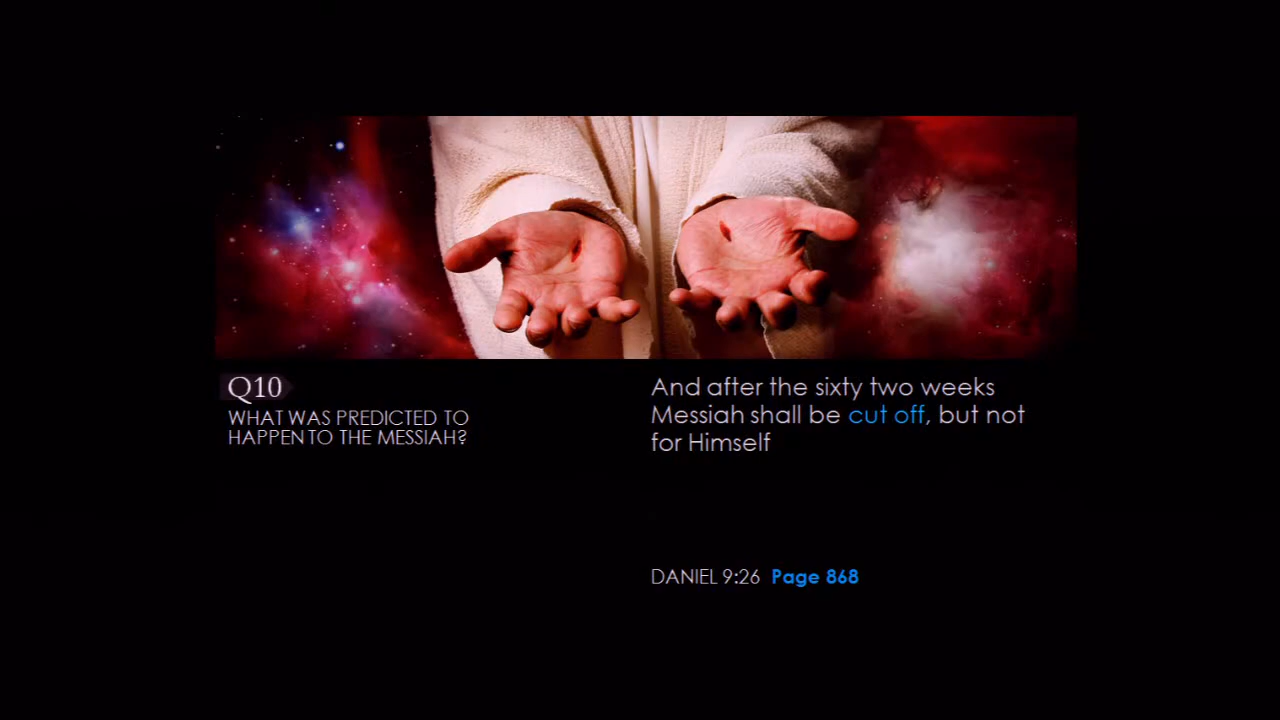 Q10
WHAT WAS PREDICTED TO
HAPPEN TO THE MESSIAH?
And after the sixty two weeks
Messiah shall be cut off, but not
for Himself
DANIEL 9:26 Page 868